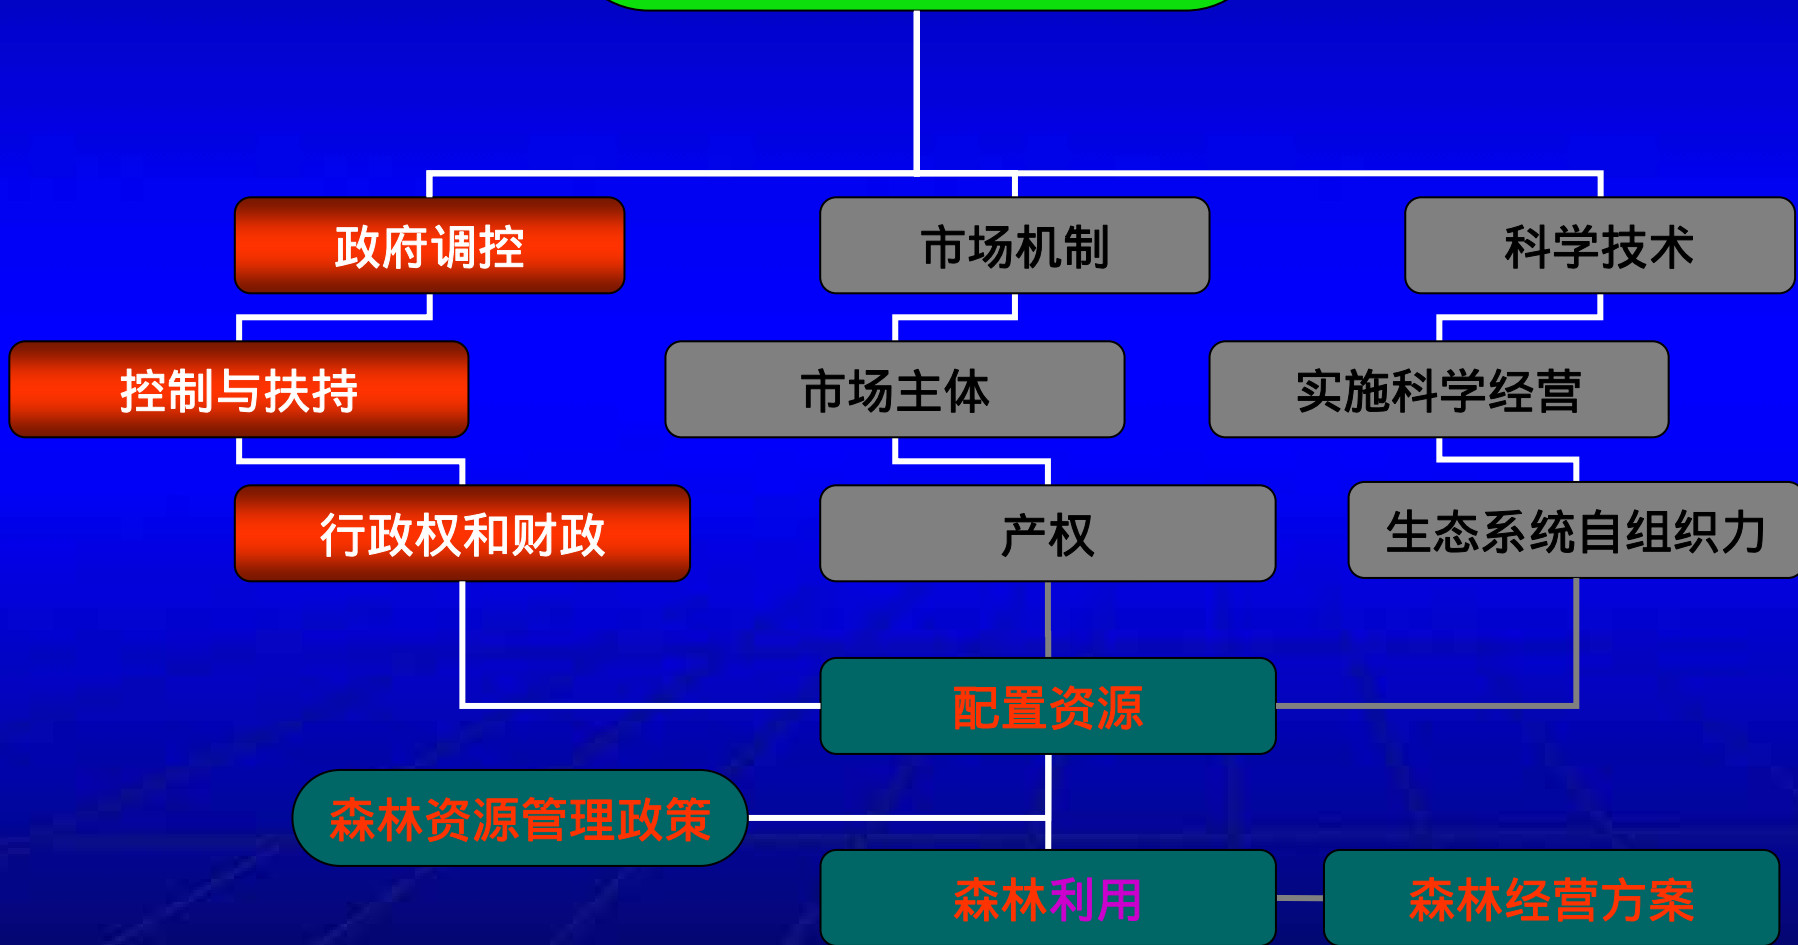 政府调控
市场机制
科学技术
控制与扶持
市场主体
实施科学经营
行政权和财政
产权
生态系统自组织力
配置资源
森林资源管理政策
森林利用
森林经营方案